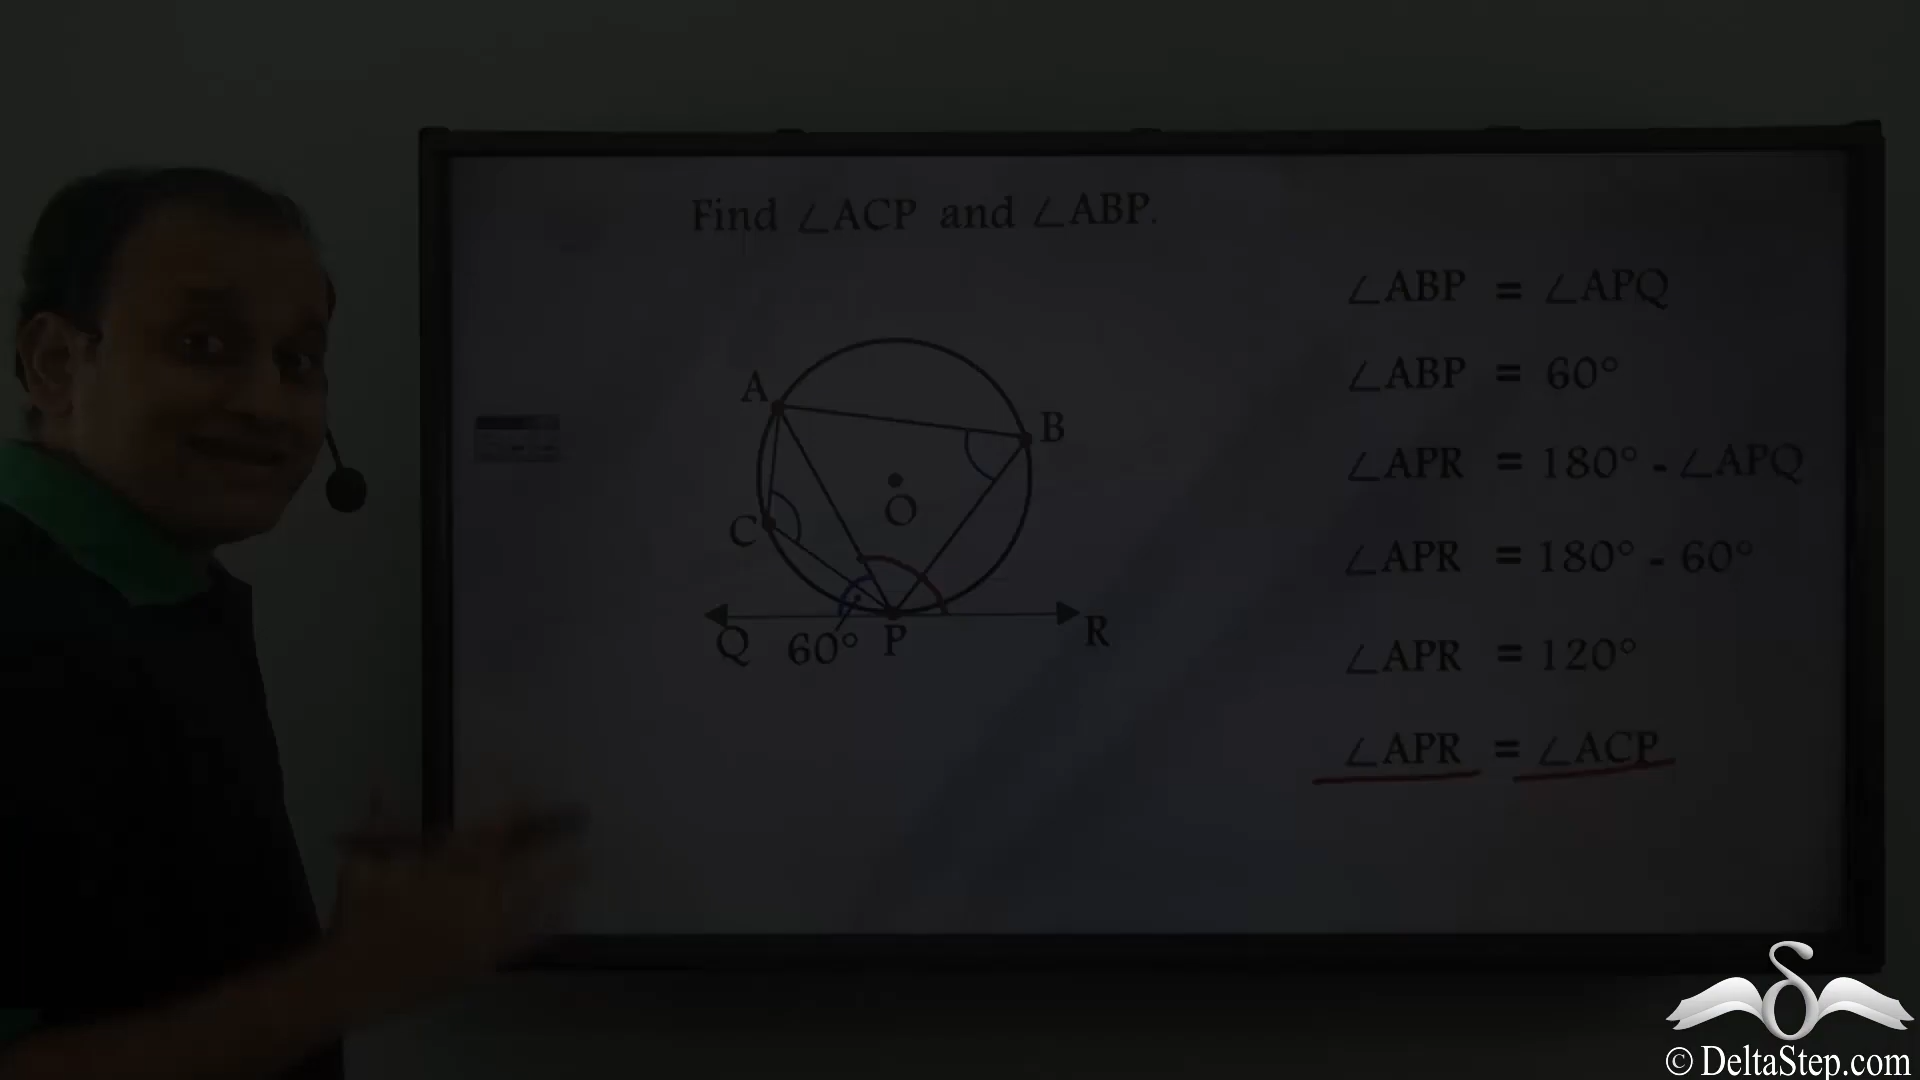 Find ∠ACP and ∠ABP.
∠ABP = ∠APQ
∠ABP = 60°
∠APR = 180° - ∠APQ
∠APR = 180° - 60°
∠APR = 120°
∠APR = ∠ACP
A
B
O
C
Q 60° P R
© DeltaStep.com